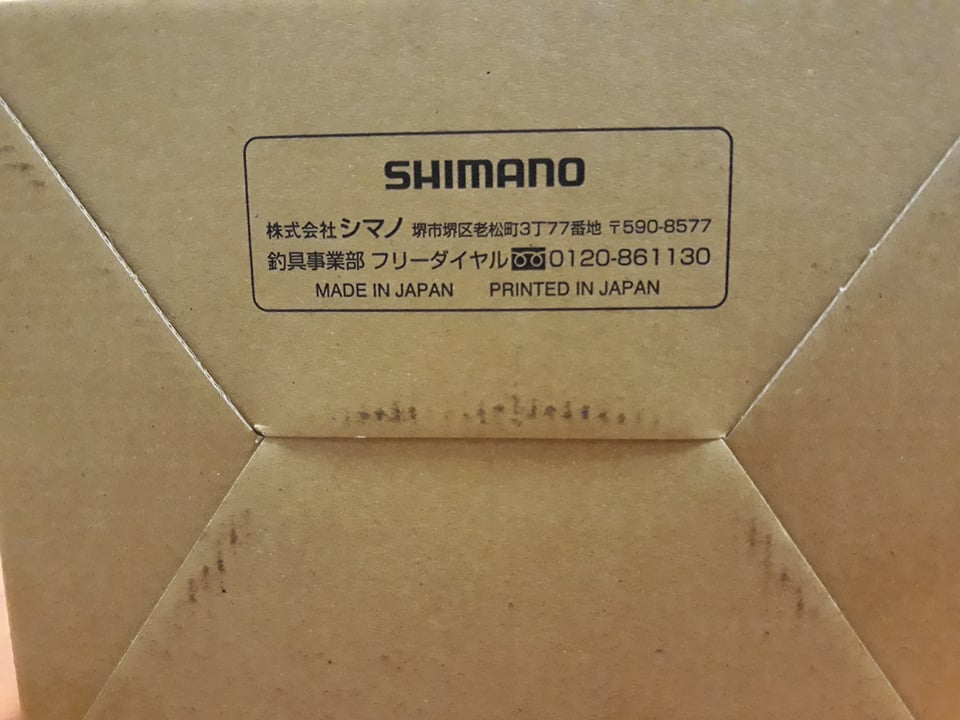 SHIMANO
株式会社シマノ 堺市堺区老松町3丁77番地 〒590-8577
釣具事業部 フリーダイヤル 0120-861130
MADE IN JAPAN PRINTED IN JAPAN